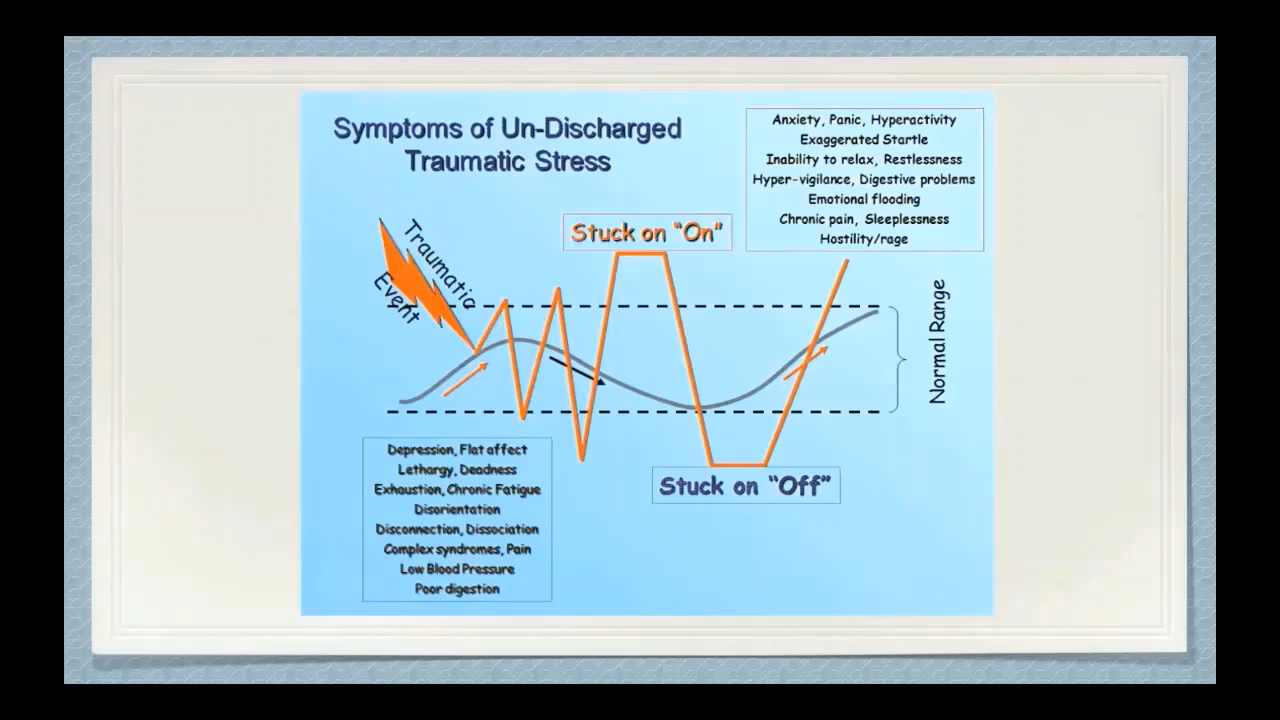 Symptoms of Un-Discharged
Traumatic Stress
Anxiety, Panic, Hyperactivity
Exaggerated Startle
Inability to relax, Restlessness
Hyper-vigilance, Digestive problems
Emotional flooding
Chronic pain, Sleeplessness
Hostility/rage
Traumatic
Event
Stuck on “On”
Normal Range
Stuck on “Off”
Depression, Flat affect
Lethargy, Deadness
Exhaustion, Chronic Fatigue
Disorientation
Disconnection, Dissociation
Complex syndromes, Pain
Low Blood Pressure
Poor digestion